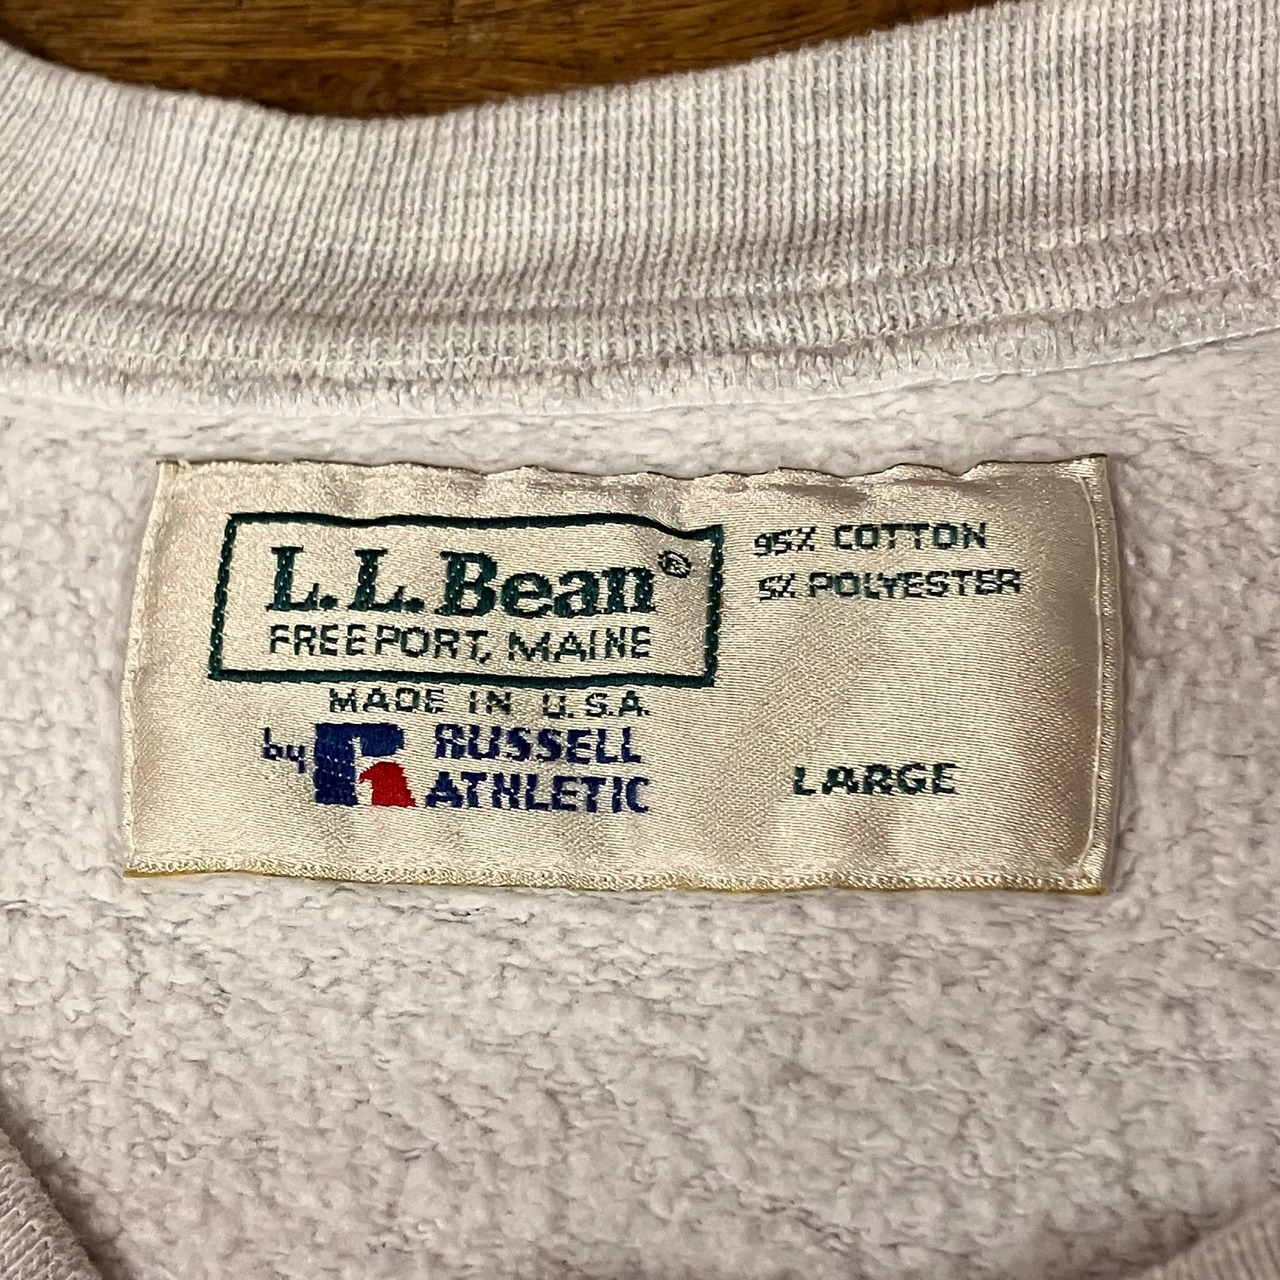 L.L.Bean®
FREEPORT, MAINE
MADE IN U.S.A.
by RUSSELL
ATHLETIC
95% COTTON
5% POLYESTER
LARGE